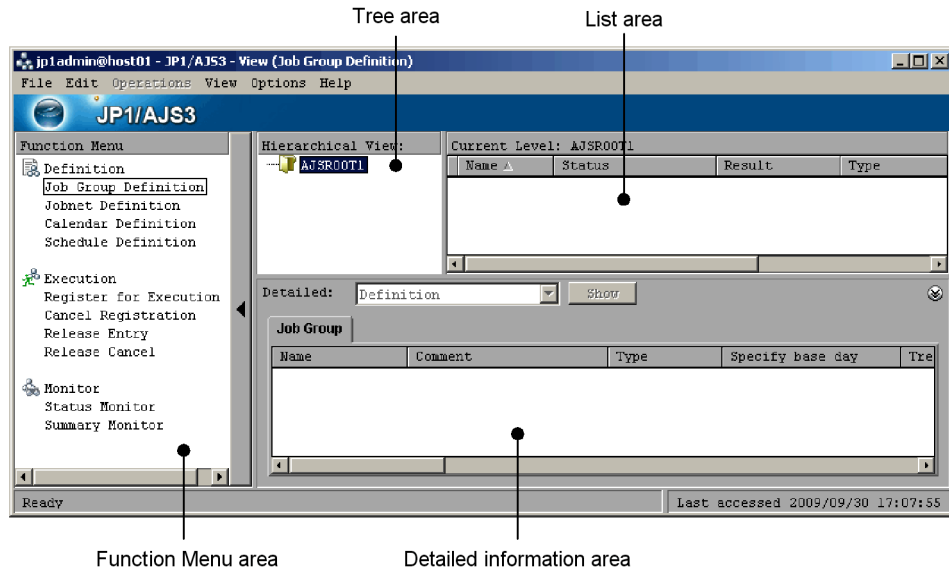 Tree area
List area
jp1admin@host01 - JP1/AJS3 - View (Job Group Definition)
File Edit Operations View Options Help
JP1/AJS3
Function Menu
Definition
Job Group Definition
Jobnet Definition
Calendar Definition
Schedule Definition
Execution
Register for Execution
Cancel Registration
Release Entry
Release Cancel
Monitor
Status Monitor
Summary Monitor
Hierarchical View:
AJSROOT1
Current Level: AJSROOT1
Name Status Result Type
Detailed: Definition Show
Job Group
Name Comment Type Specify base day Tre
Ready
Last accessed 2009/09/30 17:07:55
Function Menu area
Detailed information area